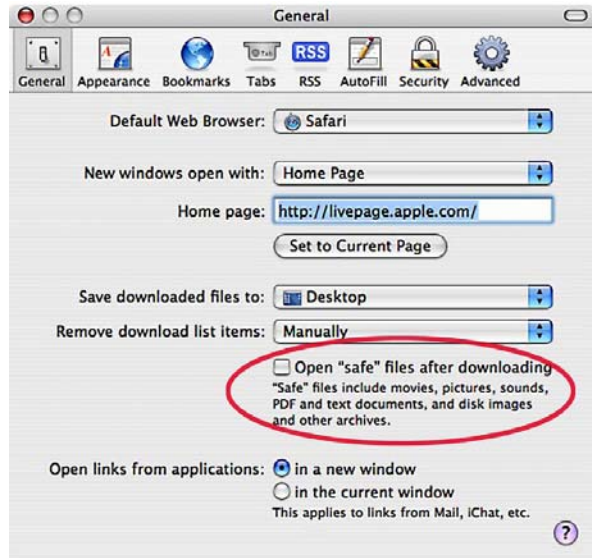 General
General Appearance Bookmarks Tabs RSS AutoFill Security Advanced
Default Web Browser: Safari
New windows open with: Home Page
Home page: http://livepage.apple.com/
Set to Current Page
Save downloaded files to: Desktop
Remove download list items: Manually
Open “safe” files after downloading
“Safe” files include movies, pictures, sounds,
PDF and text documents, and disk images
and other archives.
Open links from applications: in a new window
in the current window
This applies to links from Mail, iChat, etc.
?